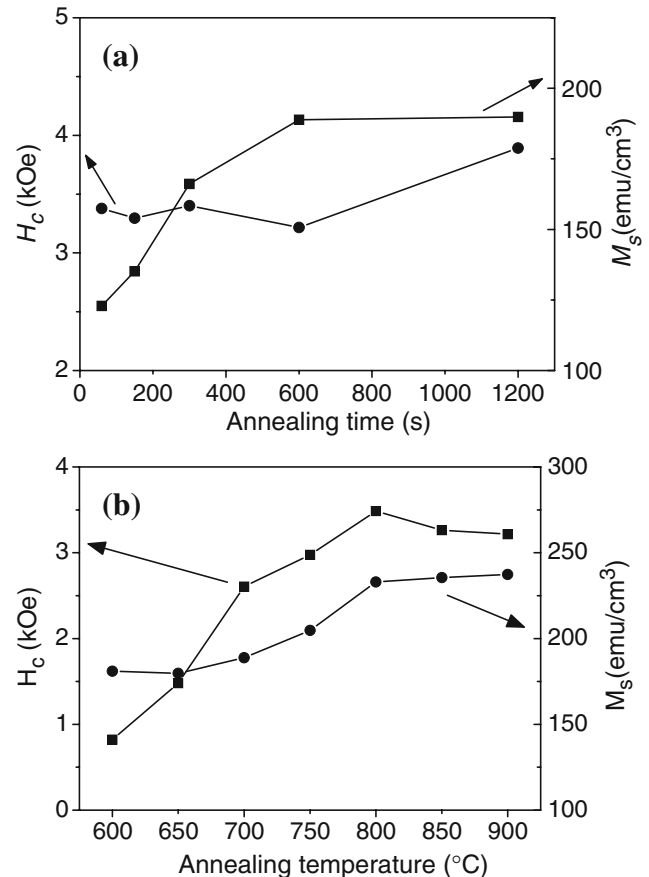 (a)
5
4
3
2
H_c (kOe)
200
150
100
M_s(emu/cm³)
0 200 400 600 800 1000 1200
Annealing time (s)
(b)
4
3
2
1
0
H_c (kOe)
300
250
200
150
100
M_s(emu/cm³)
600 650 700 750 800 850 900
Annealing temperature (°C)